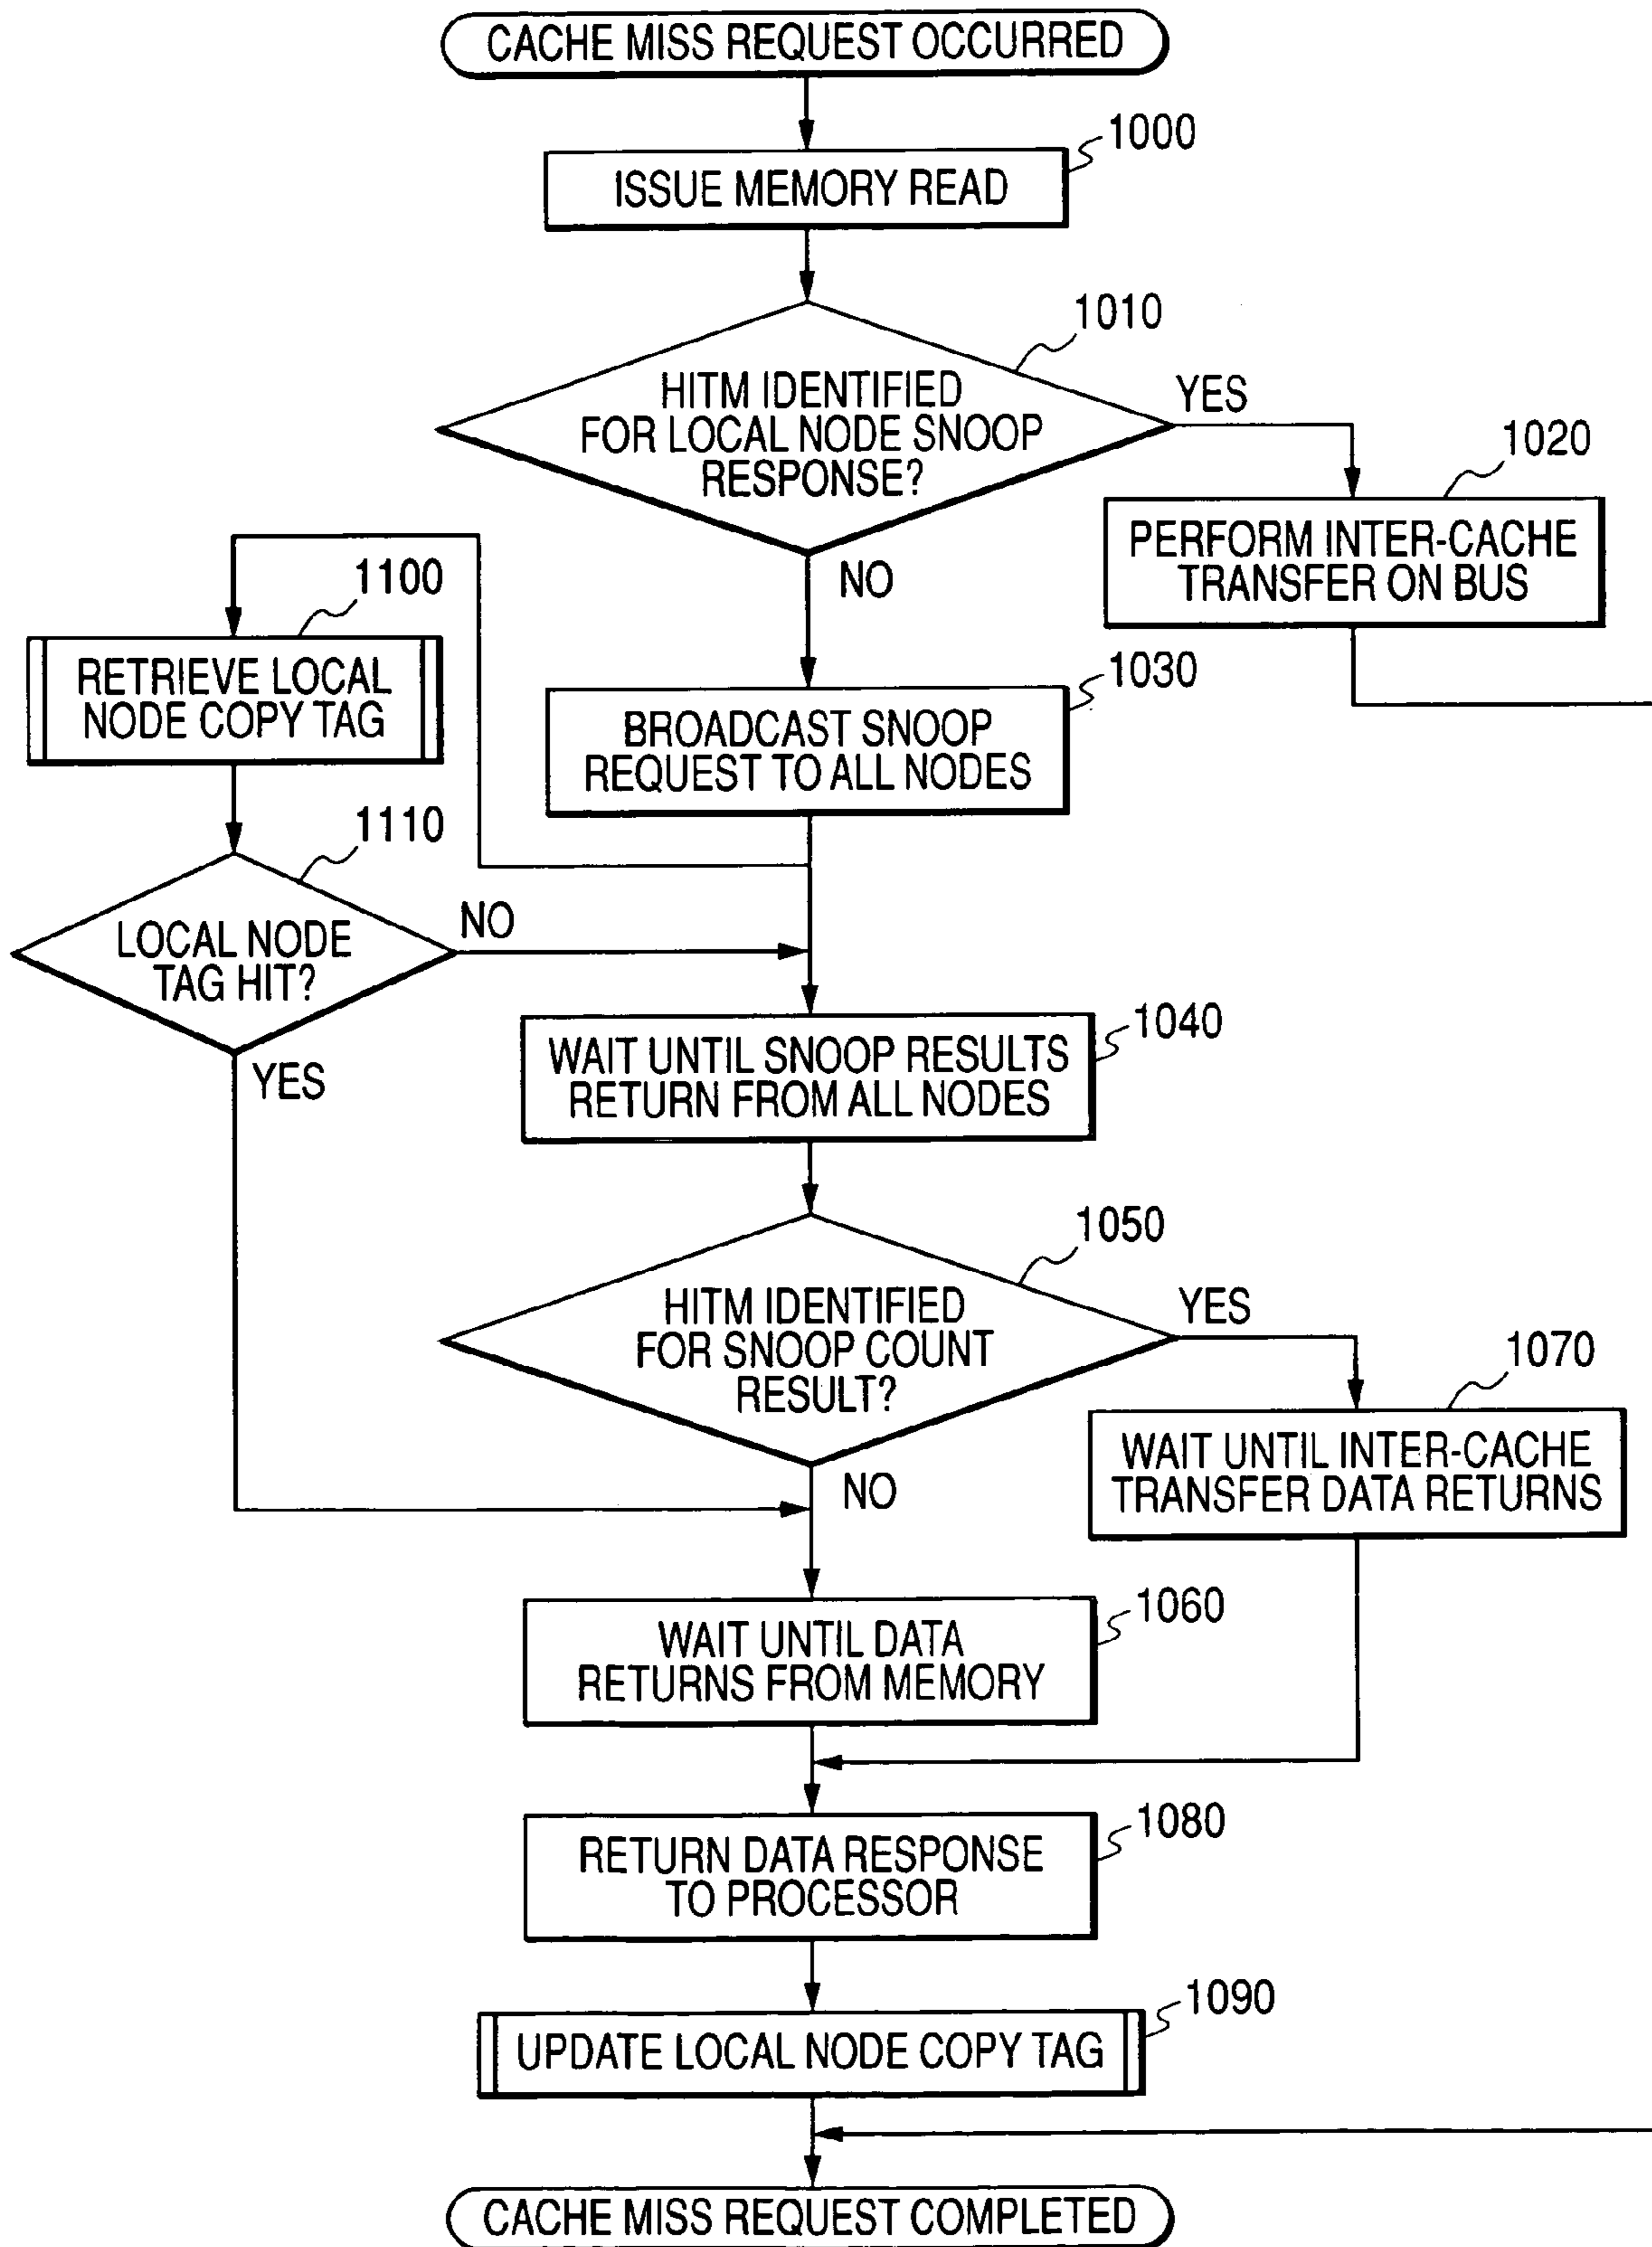 CACHE MISS REQUEST OCCURRED
1000
ISSUE MEMORY READ
1010
HITM IDENTIFIED
FOR LOCAL NODE SNOOP
RESPONSE?
YES
1020
PERFORM INTER-CACHE
TRANSFER ON BUS
NO
1100
RETRIEVE LOCAL
NODE COPY TAG
1030
BROADCAST SNOOP
REQUEST TO ALL NODES
1110
LOCAL NODE
TAG HIT?
NO
YES
1040
WAIT UNTIL SNOOP RESULTS
RETURN FROM ALL NODES
1050
HITM IDENTIFIED
FOR SNOOP COUNT
RESULT?
YES
1070
WAIT UNTIL INTER-CACHE
TRANSFER DATA RETURNS
NO
1060
WAIT UNTIL DATA
RETURNS FROM MEMORY
1080
RETURN DATA RESPONSE
TO PROCESSOR
1090
UPDATE LOCAL NODE COPY TAG
CACHE MISS REQUEST COMPLETED